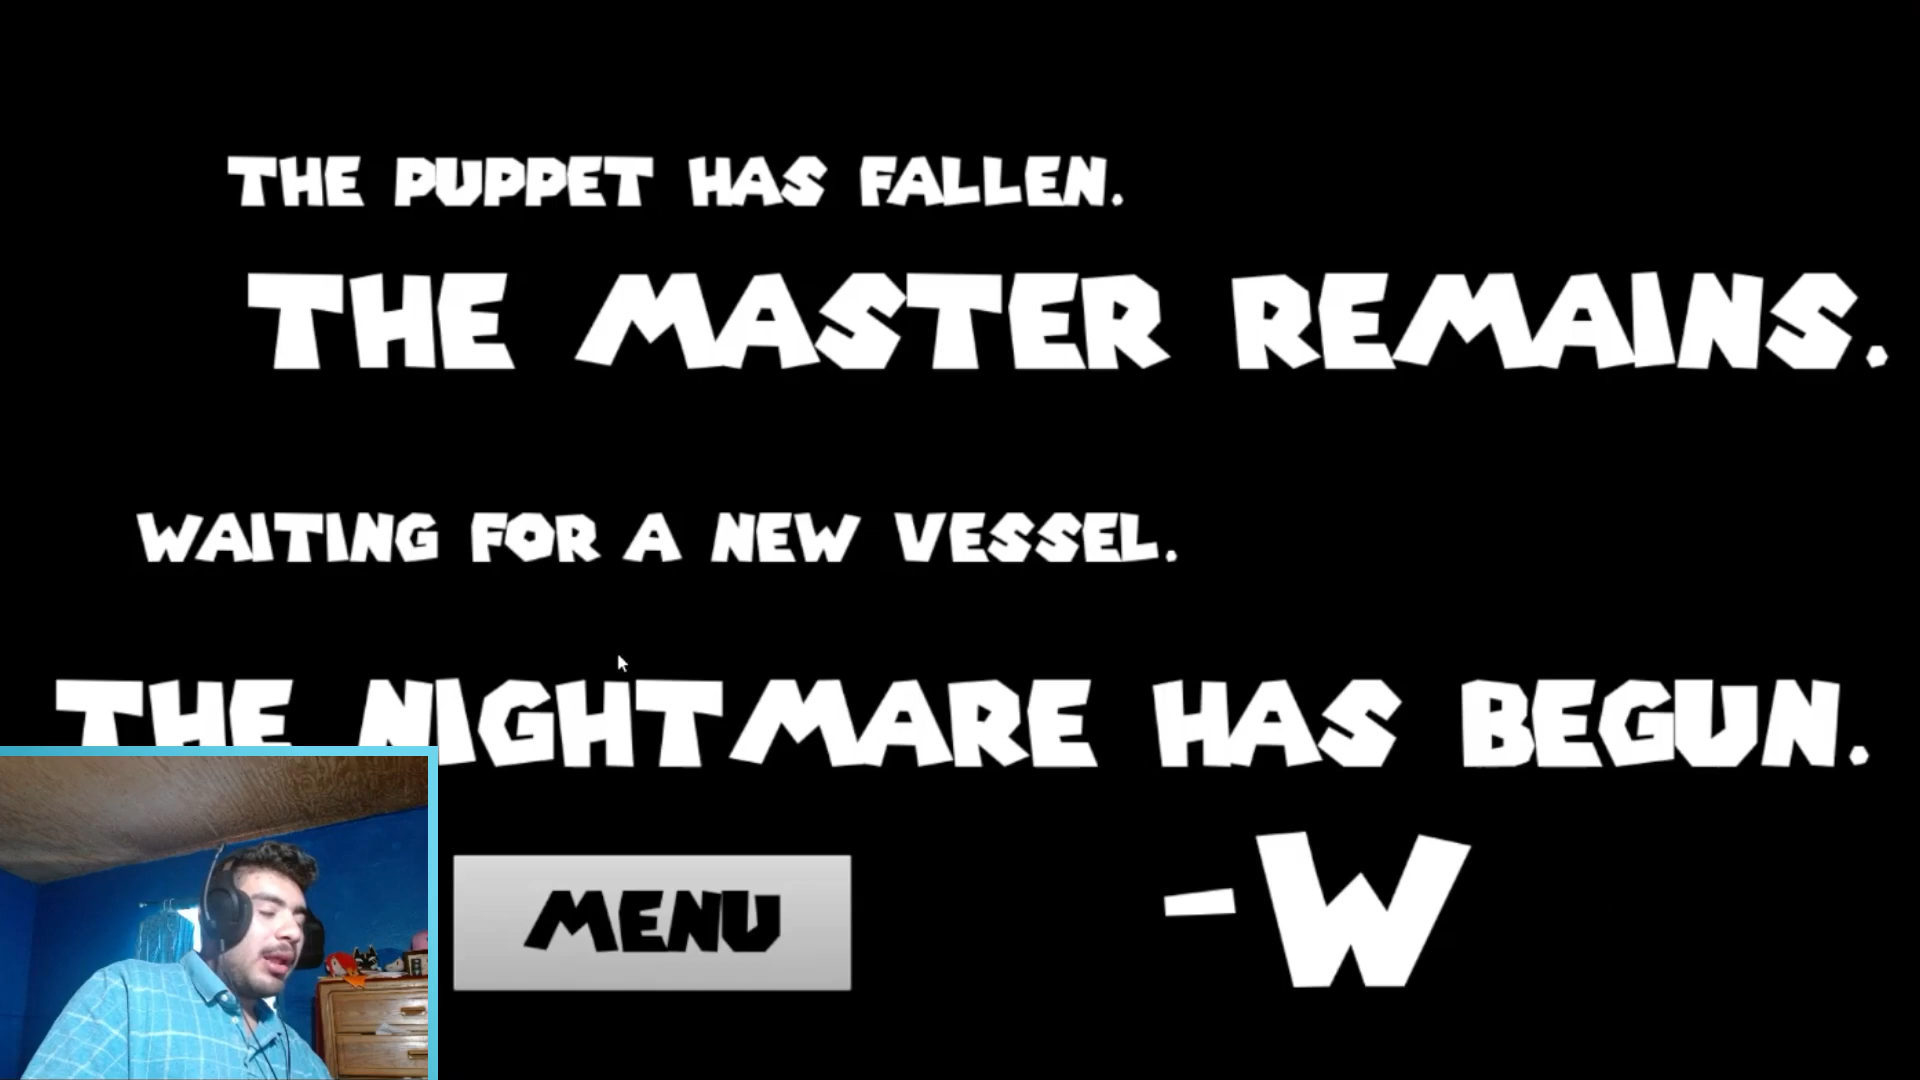 THE PUPPET HAS FALLEN.
THE MASTER REMAINS.
WAITING FOR A NEW VESSEL.
THE NIGHTMARE HAS BEGUN.
MENU
-W